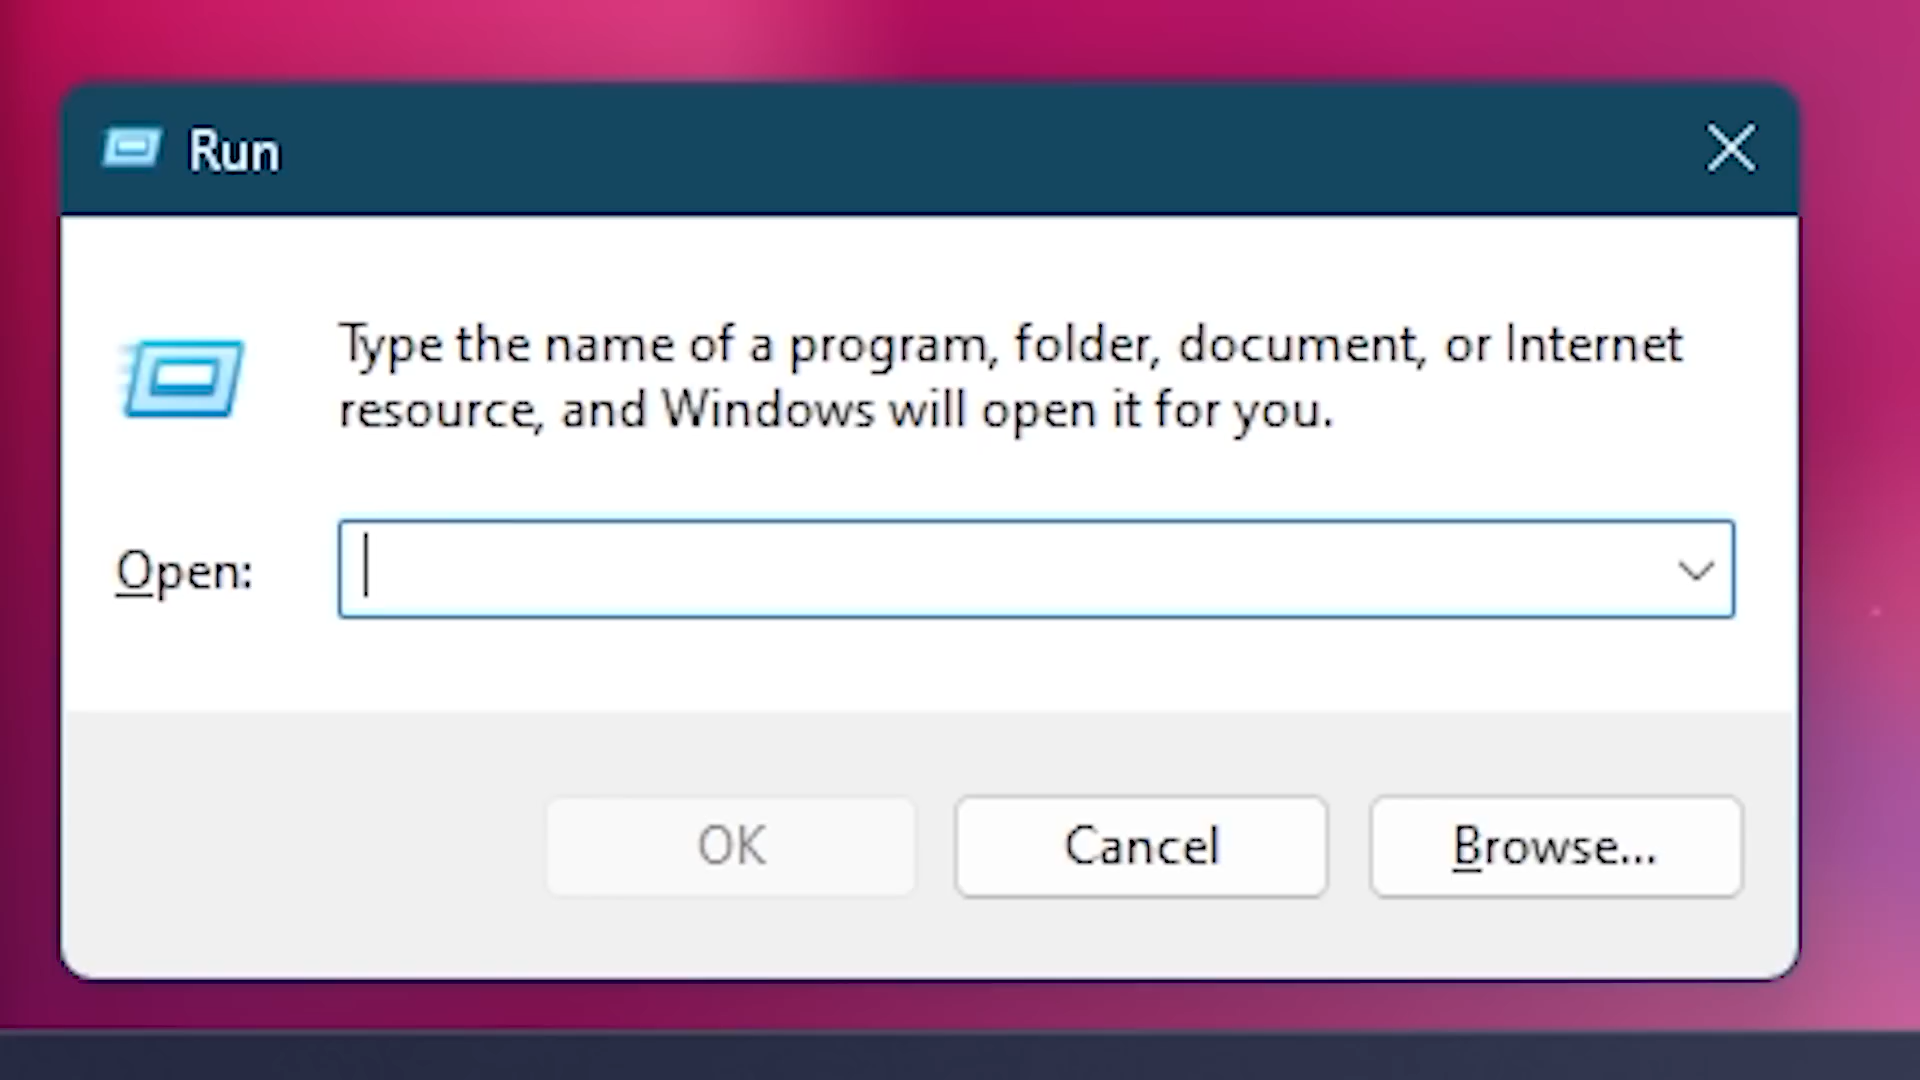 Run
Type the name of a program, folder, document, or Internet
resource, and Windows will open it for you.
Open:
OK
Cancel
Browse...